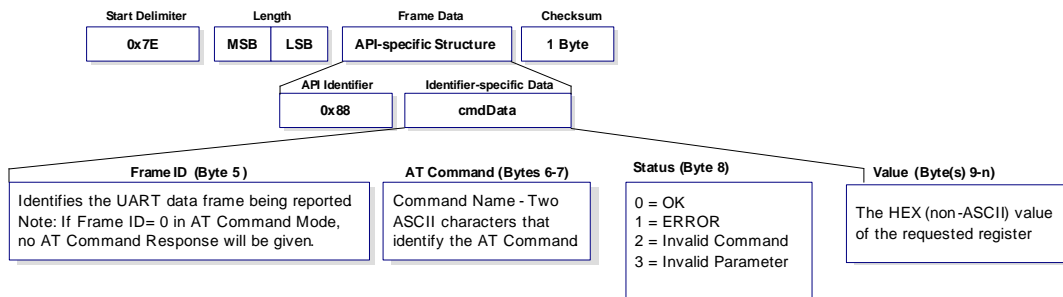 Start Delimiter
Length
Frame Data
Checksum
0x7E
MSB
LSB
API-specific Structure
1 Byte
API Identifier
Identifier-specific Data
0x88
cmdData
Frame ID (Byte 5 )
Identifies the UART data frame being reported.
Note: If Frame ID= 0 in AT Command Mode,
no AT Command Response will be given.
AT Command (Bytes 6-7)
Command Name - Two
ASCII characters that
identify the AT Command
Status (Byte 8)
0 = OK
1 = ERROR
2 = Invalid Command
3 = Invalid Parameter
Value (Byte(s) 9-n)
The HEX (non-ASCII) value
of the requested register